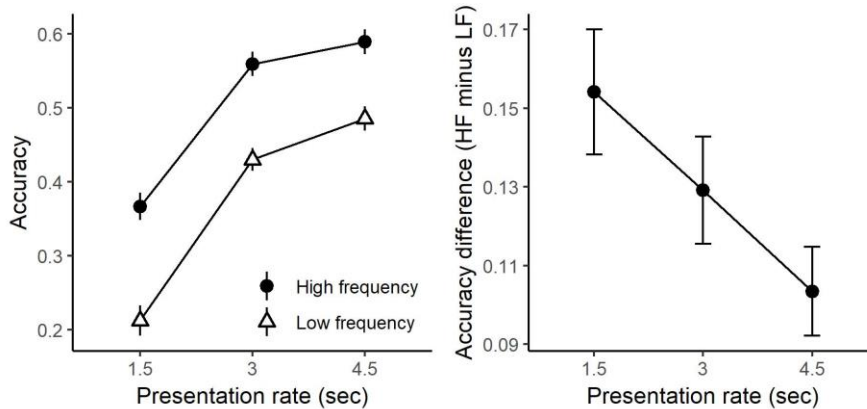 Accuracy
0.6
0.5
0.4
0.3
0.2
High frequency
Low frequency
1.5
3
4.5
Presentation rate (sec)
Accuracy difference (HF minus LF)
0.17
0.15
0.13
0.11
0.09
1.5
3
4.5
Presentation rate (sec)